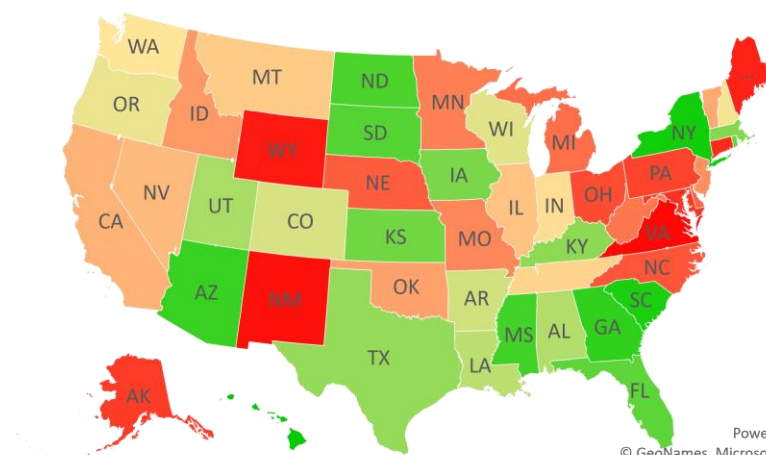 WA
MT
ND
MN
OR
ID
SD
WI
MI
NY
WY
IA
PA
NE
NV
UT
CO
IL
IN
OH
CA
KS
MO
KY
VA
NC
AZ
NM
OK
AR
SC
MS
AL
GA
TX
LA
FL
AK
Powe
© GeoNames, Microso